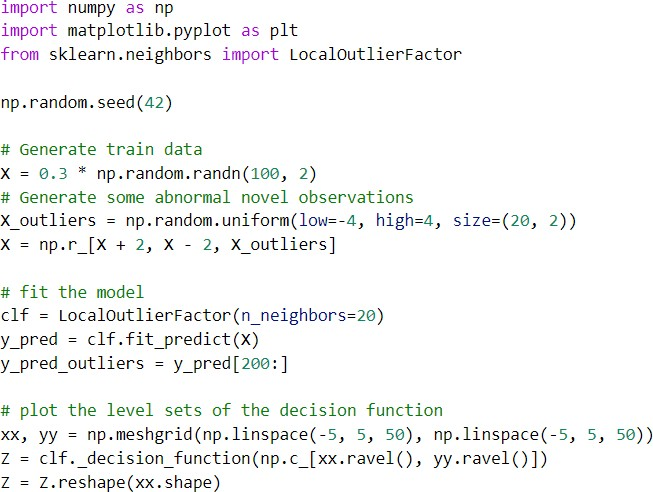 import numpy as np
import matplotlib.pyplot as plt
from sklearn.neighbors import LocalOutlierFactor
np.random.seed(42)
# Generate train data
X = 0.3 * np.random.randn(100, 2)
# Generate some abnormal novel observations
X_outliers = np.random.uniform(low=-4, high=4, size=(20, 2))
X = np.r_[X + 2, X - 2, X_outliers]
# fit the model
clf = LocalOutlierFactor(n_neighbors=20)
y_pred = clf.fit_predict(X)
y_pred_outliers = y_pred[200:]
# plot the level sets of the decision function
xx, yy = np.meshgrid(np.linspace(-5, 5, 50), np.linspace(-5, 5, 50))
Z = clf._decision_function(np.c_[xx.ravel(), yy.ravel()])
Z = Z.reshape(xx.shape)